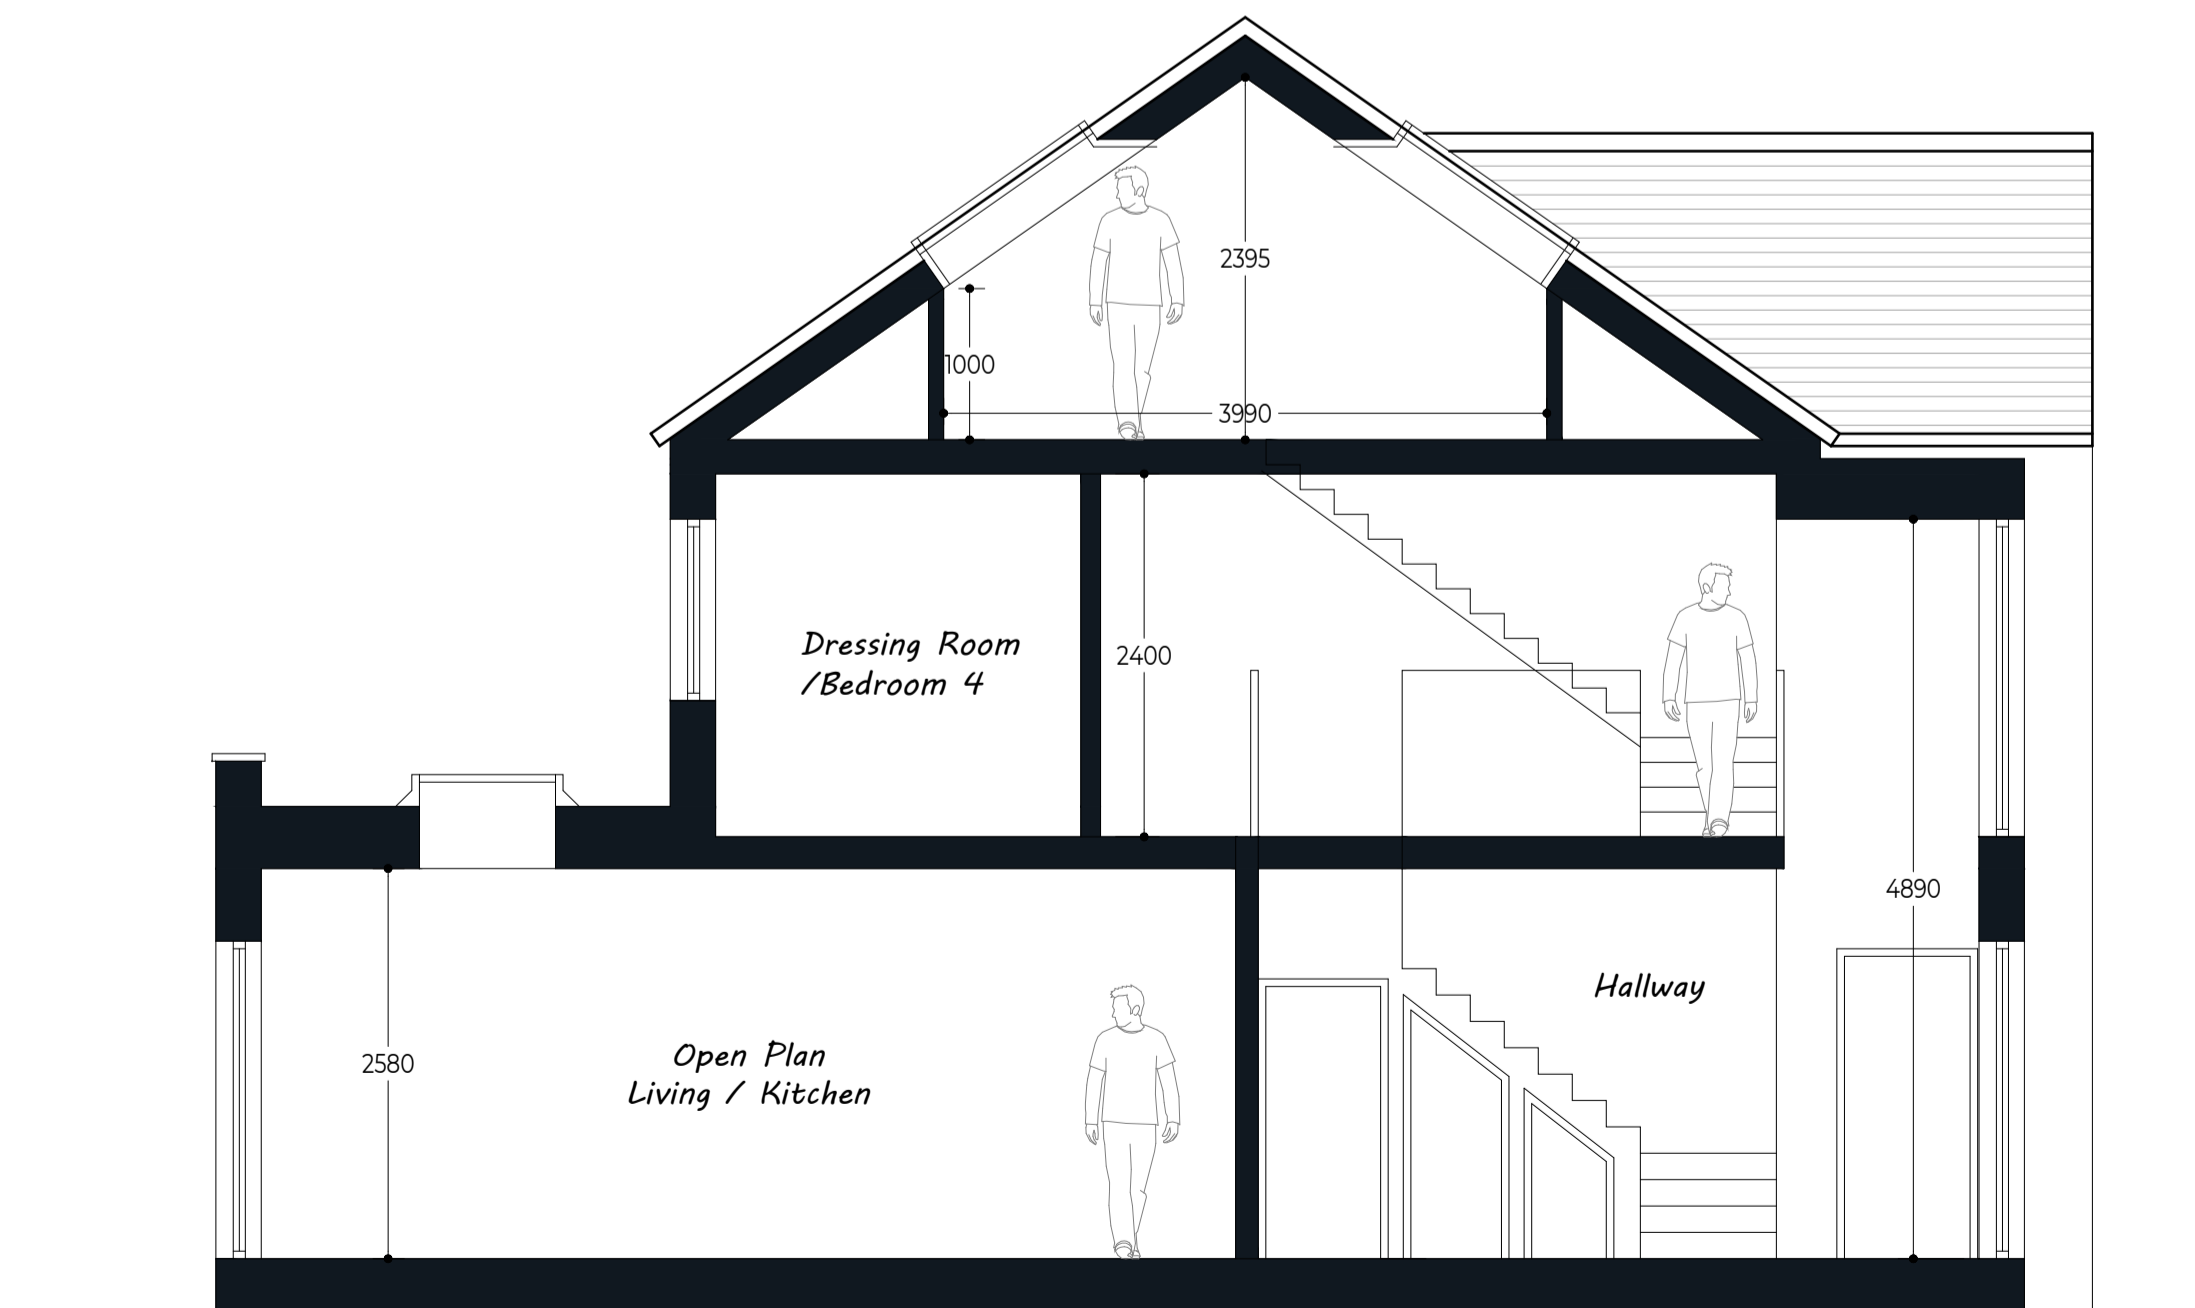 2395
1000
3990
Dressing Room
/Bedroom 4
2400
4890
Hallway
2580
Open Plan
Living / Kitchen